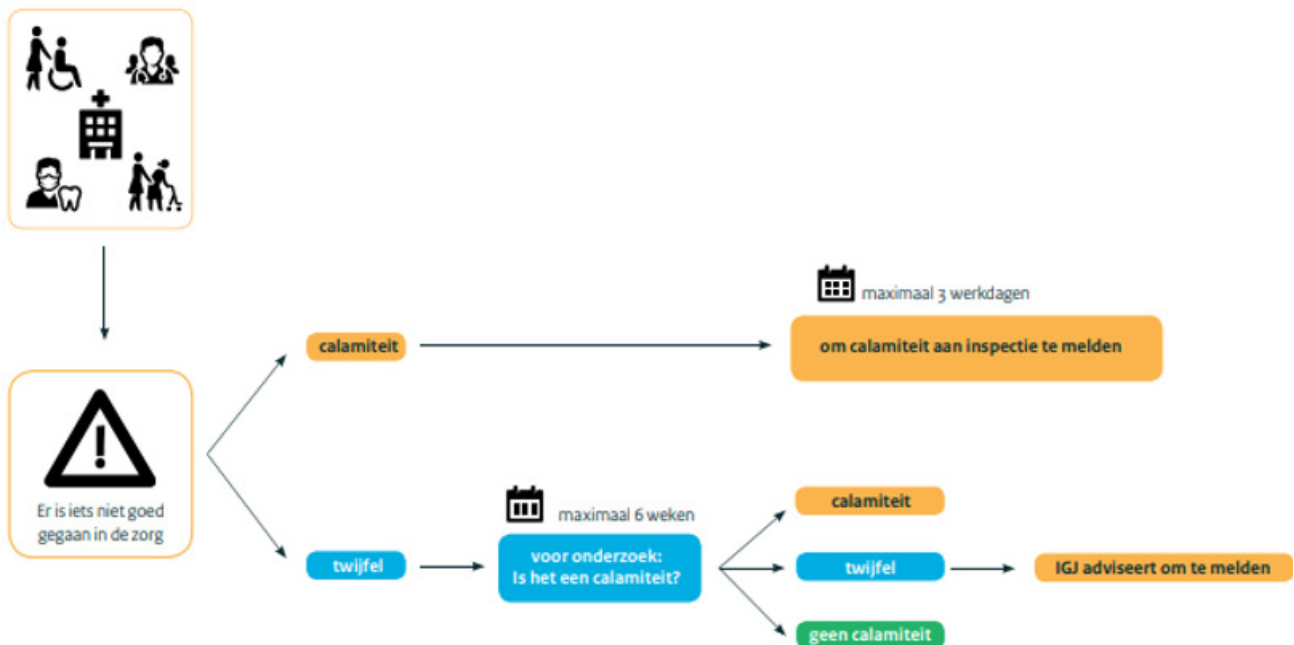 maximaal 3 werkdagen
calamiteit
om calamiteit aan inspectie te melden
Er is iets niet goed
gegaan in de zorg
maximaal 6 weken
twijfel
voor onderzoek:
Is het een calamiteit?
calamiteit
twijfel
IGJ adviseert om te melden
geen calamiteit